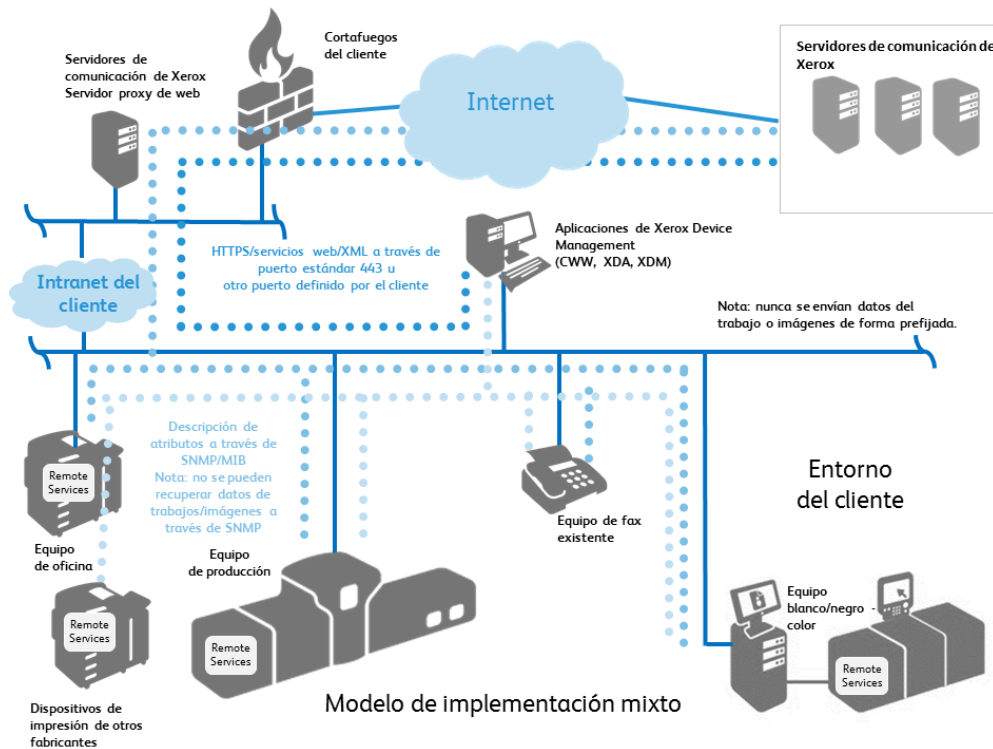 Cortafuegos
del cliente
Servidores de
comunicación de Xerox
Servidor proxy de web
Internet
Servidores de comunicación de
Xerox
HTTPS/servicios web/XML a través de
puerto estándar 443 u
otro puerto definido por el cliente
Aplicaciones de Xerox Device
Management
(CWW, XDA, XDM)
Intranet del
cliente
Nota: nunca se envían datos del
trabajo o imágenes de forma prefijada.
Descripción de
atributos a través de
SNMP/MIB
Nota: no se pueden
recuperar datos de
trabajos/imágenes a
través de SNMP
Remote
Services
Equipo
de oficina
Equipo
de producción
Equipo de fax
existente
Entorno
del cliente
Remote
Services
Remote
Services
Equipo
blanco/negro -
color
Remote
Services
Dispositivos de
impresión de otros
fabricantes
Modelo de implementación mixto